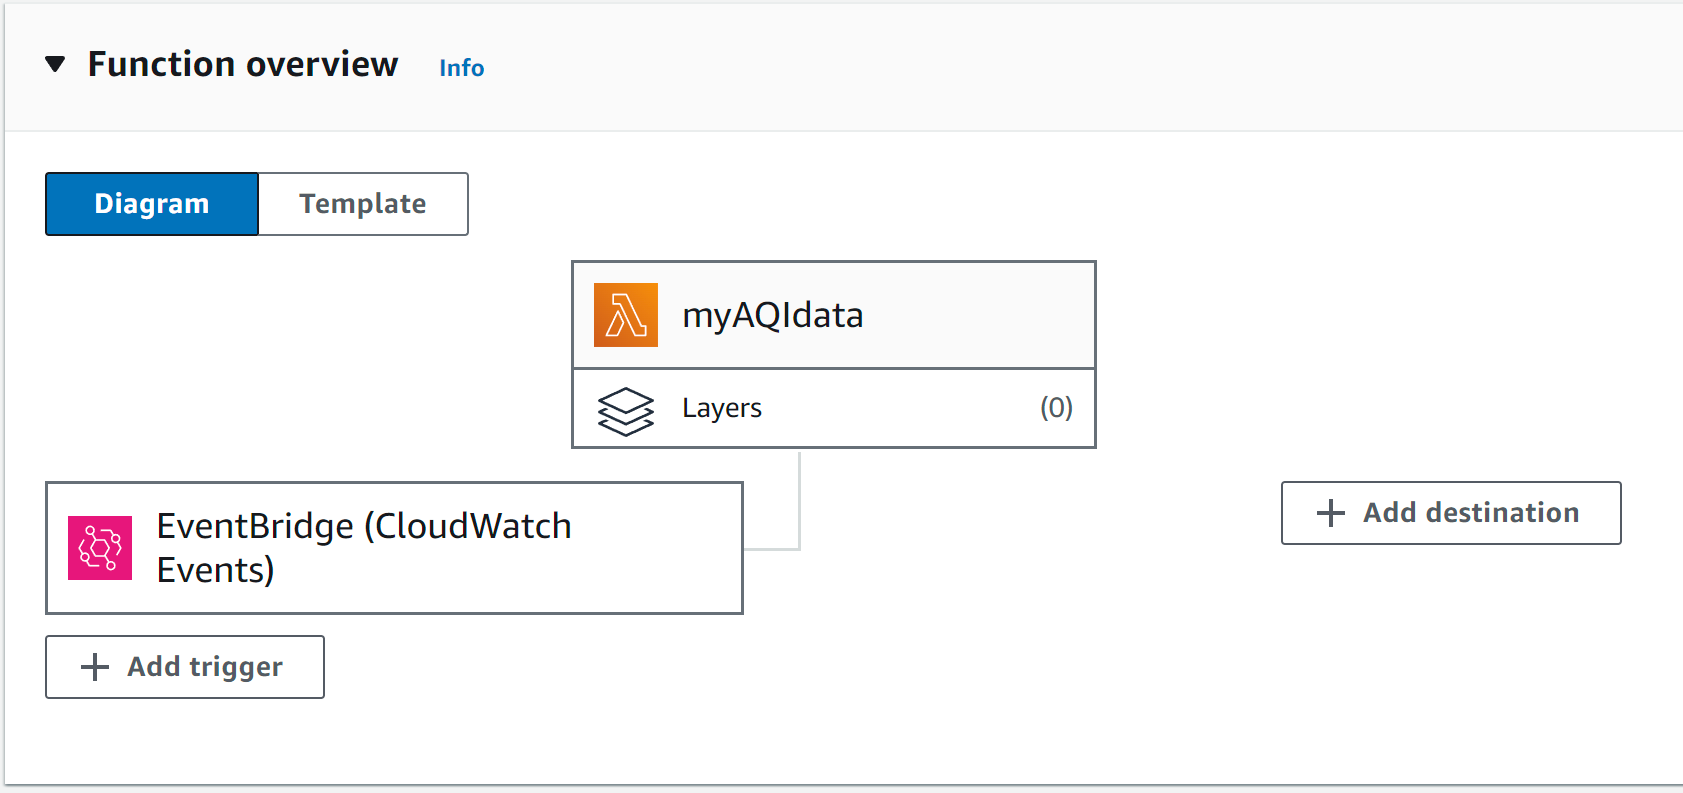 Function overview Info
Diagram Template
myAQIdata
Layers (0)
EventBridge (CloudWatch
Events)
Add destination
Add trigger